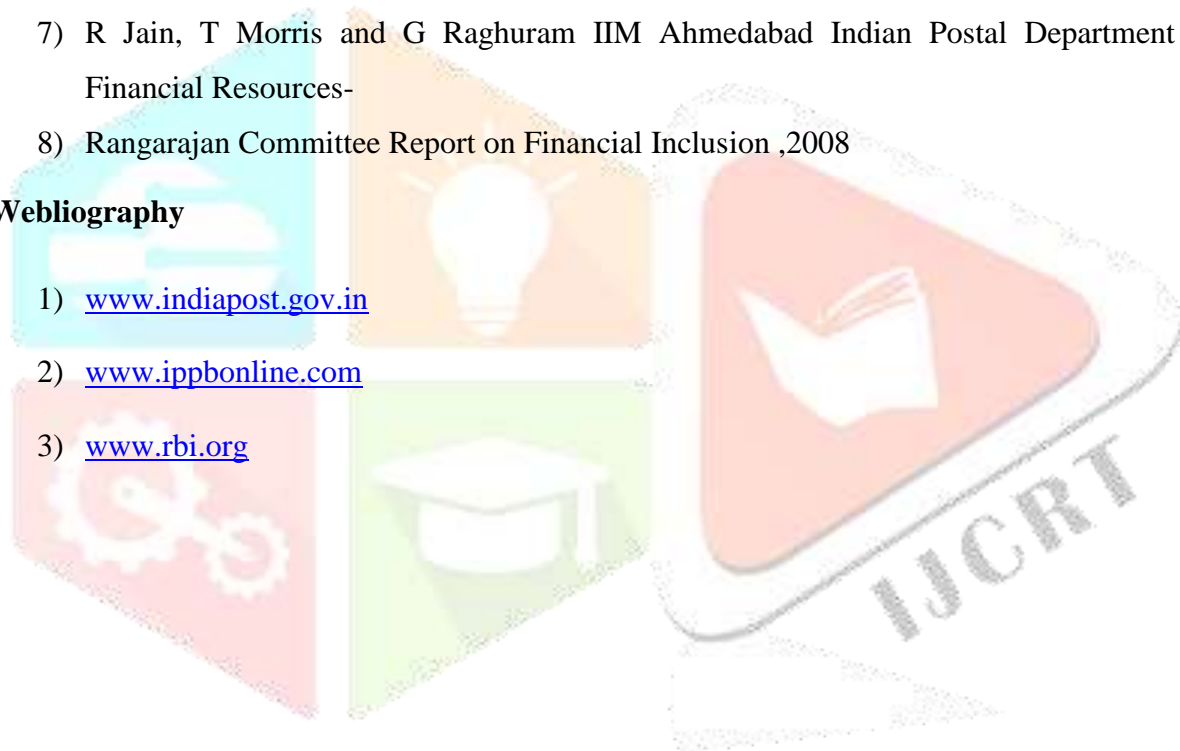 7) R Jain, T Morris and G Raghuram IIM Ahmedabad Indian Postal Department
Financial Resources-
8) Rangarajan Committee Report on Financial Inclusion ,2008
Webliography
1) www.indiapost.gov.in
2) www.ippbonline.com
3) www.rbi.org
IJCRT